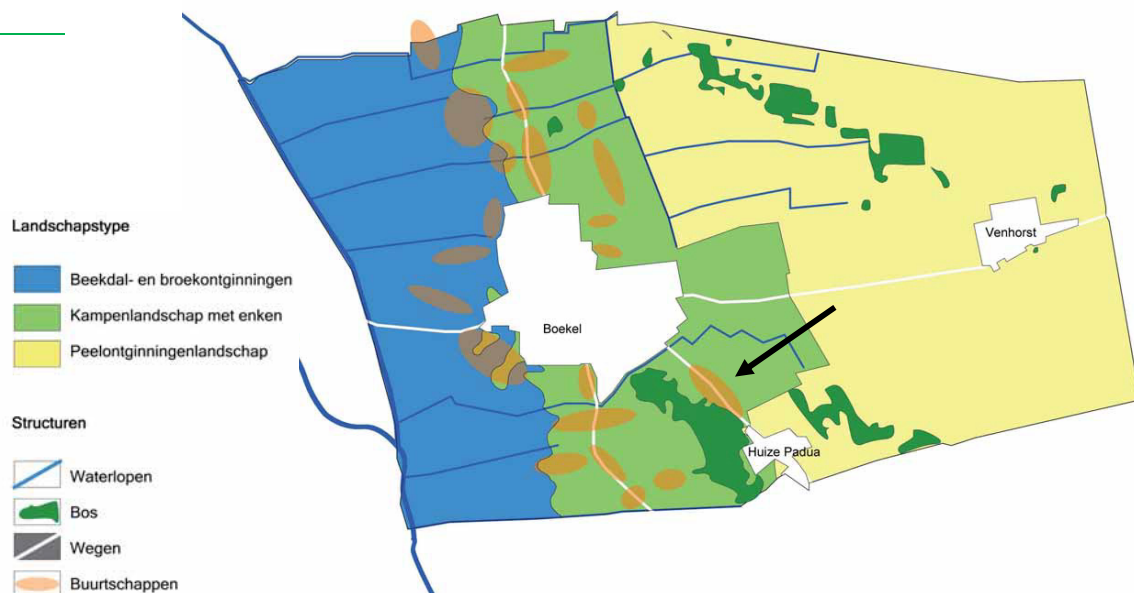 Landschapstype
Beekdal- en broekontginningen
Kampenlandschap met enken
Peelontginningenlandschap
Structuren
Waterlopen
Bos
Wegen
Buurtschappen
Venhorst
Boekel
Huize Padua